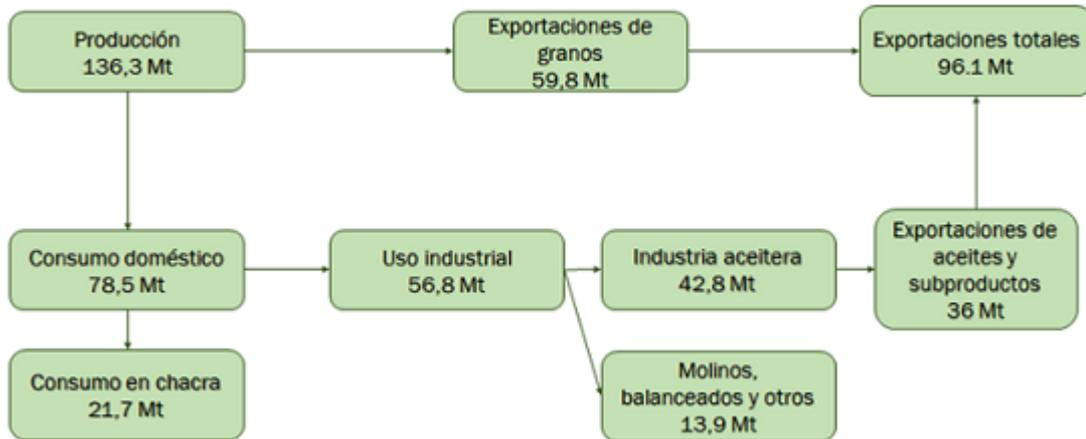 Producción
136,3 Mt
Exportaciones de
granos
59,8 Mt
Exportaciones totales
96.1 Mt
Consumo doméstico
78,5 Mt
Uso industrial
56,8 Mt
Industria aceitera
42,8 Mt
Exportaciones de
aceites y
subproductos
36 Mt
Consumo en chacra
21,7 Mt
Molinos,
balanceados y otros
13,9 Mt